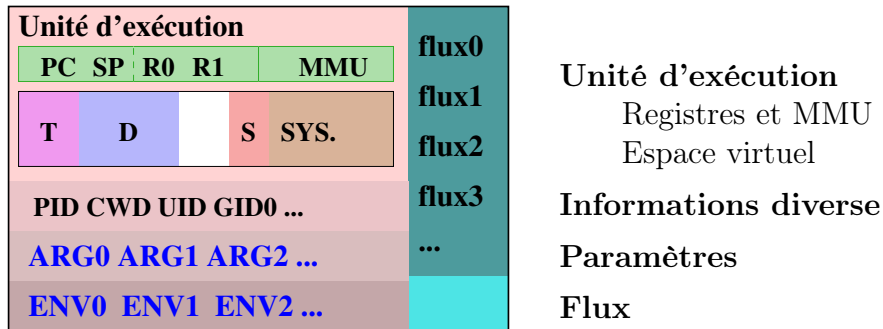 Unité d'exécution
PC SP R0 R1 MMU
T D S SYS.
PID CWD UID GID0 ...
ARG0 ARG1 ARG2 ...
ENV0 ENV1 ENV2 ...
flux0
flux1
flux2
flux3
...
Unité d'exécution
Registres et MMU
Espace virtuel
Informations diverse
Paramètres
Flux